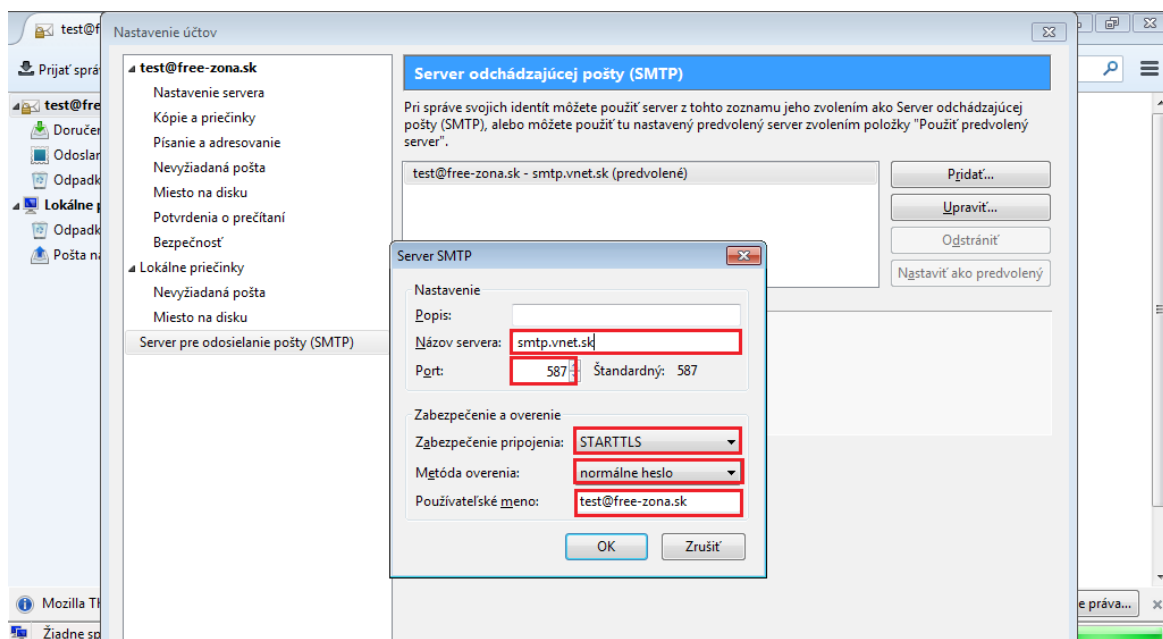 test@f
Nastavenie účtov
Prijať sprá
test@fre
Doručen
Odoslan
Odpadk
Lokálne p
Odpadk
Pošta na
test@free-zona.sk
Nastavenie servera
Kópie a priečinky
Písanie a adresovanie
Nevyžiadaná pošta
Miesto na disku
Potvrdenia o prečítaní
Bezpečnosť
Lokálne priečinky
Nevyžiadaná pošta
Miesto na disku
Server pre odosielanie pošty (SMTP)
Server odchádzajúcej pošty (SMTP)
Pri správe svojich identít môžete použiť server z tohto zoznamu jeho zvolením ako Server odchádzajúcej
pošty (SMTP), alebo môžete použiť tu nastavený predvolený server zvolením položky "Použiť predvolený
server".
test@free-zona.sk - smtp.vnet.sk (predvolené)
Pridať...
Upraviť...
Odstrániť
Nastaviť ako predvolený
Server SMTP
Nastavenie
Popis:
Názov servera: smtp.vnet.sk
Port: 587 Štandardný: 587
Zabezpečenie a overenie
Zabezpečenie pripojenia: STARTTLS
Metóda overenia: normálne heslo
Používateľské meno: test@free-zona.sk
OK Zrušiť
Mozilla Th
e práva...
Žiadne sp